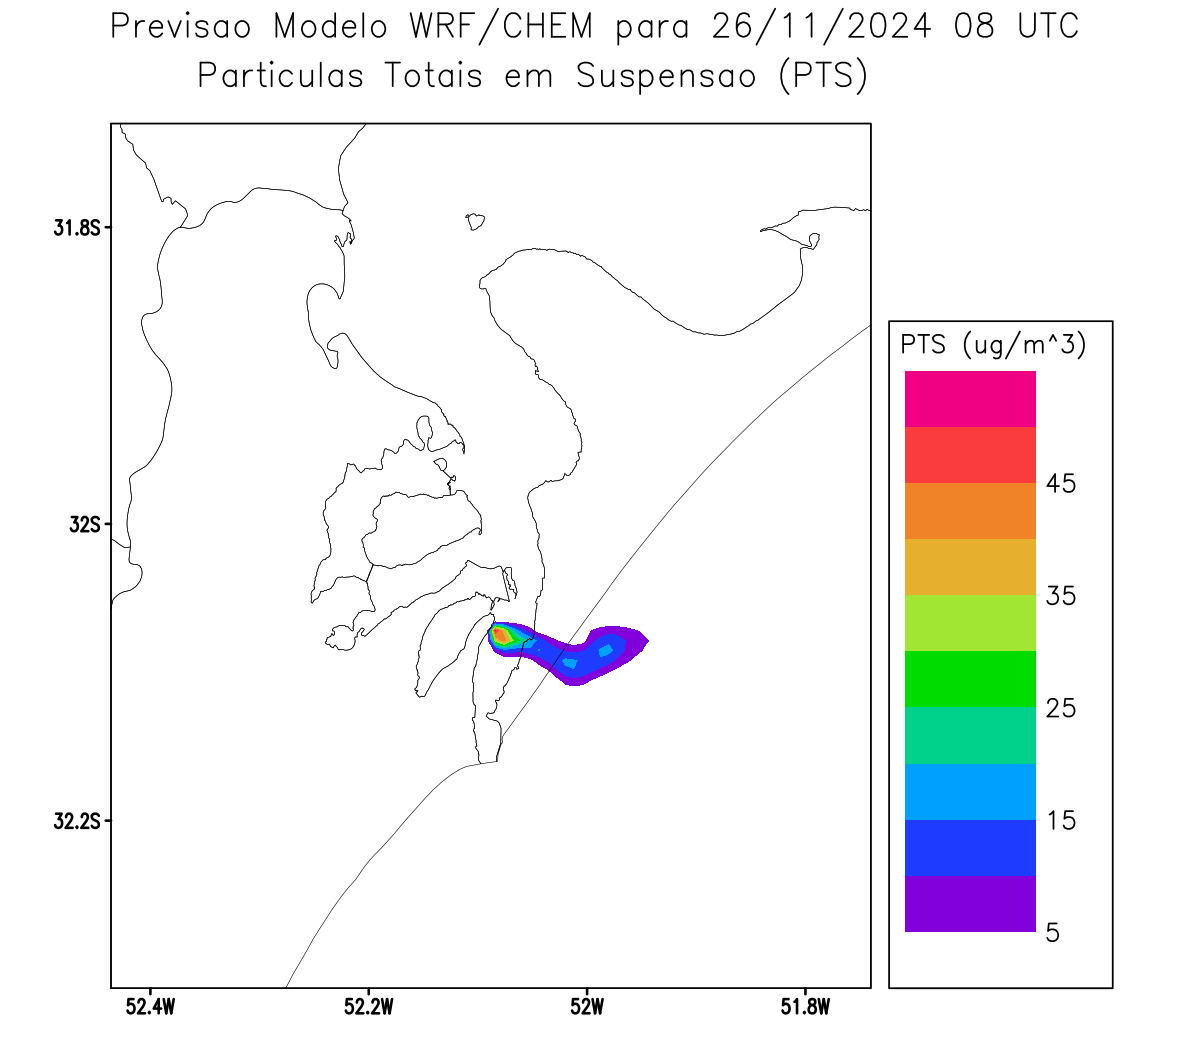 Previsao Modelo WRF/CHEM para 26/11/2024 08 UTC
Particulas Totais em Suspensao (PTS)
31.8S
32S
32.2S
52.4W
52.2W
52W
51.8W
PTS (ug/m^3)
45
35
25
15
5